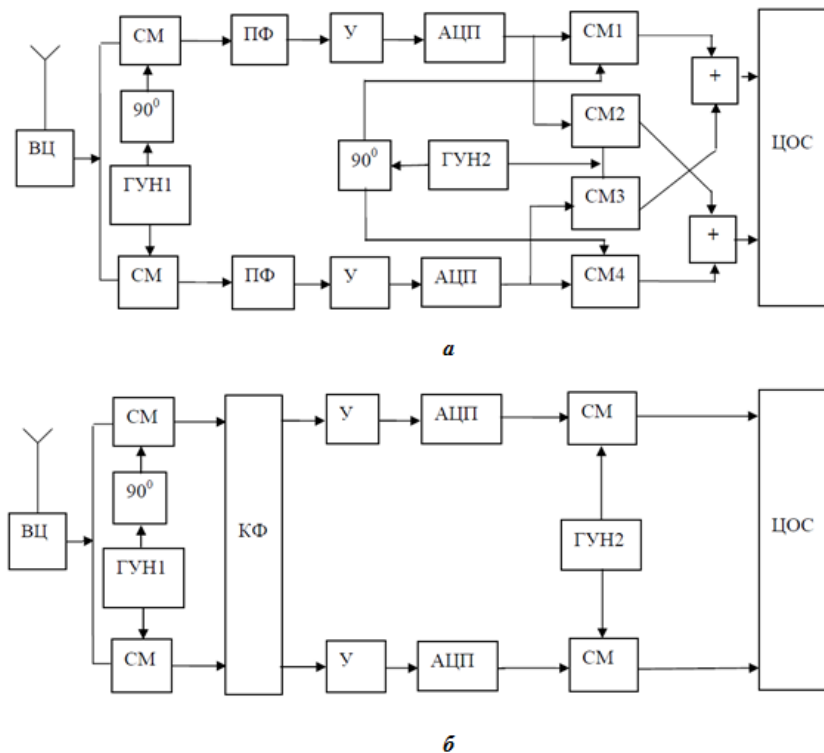 СМ
ПФ
У
АЦП
СМ1
+
90⁰
СМ2
ВЦ
ГУН1
90⁰
ГУН2
ЦОС
СМ3
+
СМ
ПФ
У
АЦП
СМ4
а
СМ
У
АЦП
СМ
90⁰
ВЦ
ГУН1
КФ
ГУН2
ЦОС
СМ
У
АЦП
СМ
б